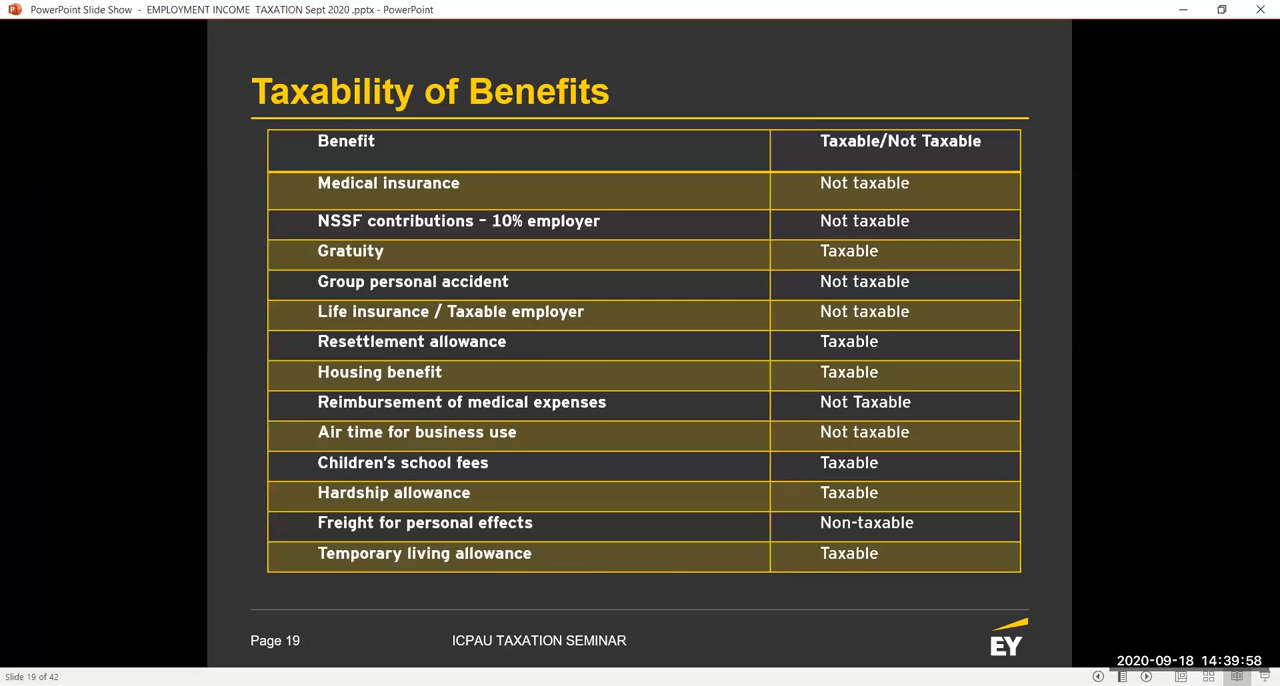 PowerPoint Slide Show - EMPLOYMENT INCOME TAXATION Sept 2020 .pptx - PowerPoint
Taxability of Benefits
Benefit Taxable/Not Taxable
Medical insurance Not taxable
NSSF contributions – 10% employer Not taxable
Gratuity Taxable
Group personal accident Not taxable
Life insurance / Taxable employer Not taxable
Resettlement allowance Taxable
Housing benefit Taxable
Reimbursement of medical expenses Not Taxable
Air time for business use Not taxable
Children's school fees Taxable
Hardship allowance Taxable
Freight for personal effects Non-taxable
Temporary living allowance Taxable
Page 19 ICPAU TAXATION SEMINAR EY
2020-09-18 14:39:58
Slide 19 of 42